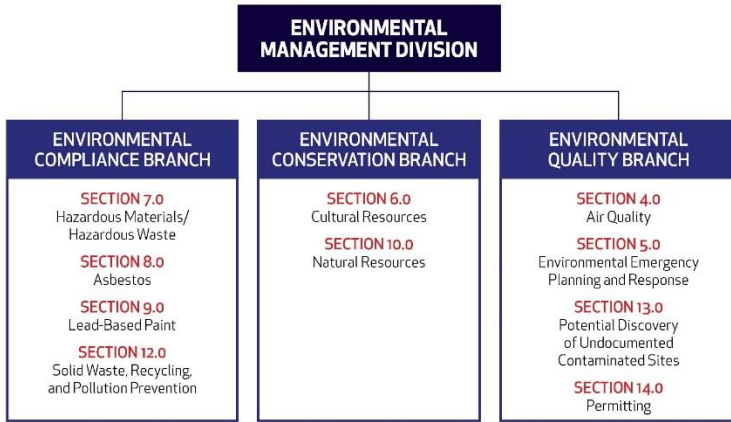 ENVIRONMENTAL
MANAGEMENT DIVISION
ENVIRONMENTAL
COMPLIANCE BRANCH
SECTION 7.0
Hazardous Materials/
Hazardous Waste
SECTION 8.0
Asbestos
SECTION 9.0
Lead-Based Paint
SECTION 12.0
Solid Waste, Recycling,
and Pollution Prevention
ENVIRONMENTAL
CONSERVATION BRANCH
SECTION 6.0
Cultural Resources
SECTION 10.0
Natural Resources
ENVIRONMENTAL
QUALITY BRANCH
SECTION 4.0
Air Quality
SECTION 5.0
Environmental Emergency
Planning and Response
SECTION 13.0
Potential Discovery
of Undocumented
Contaminated Sites
SECTION 14.0
Permitting